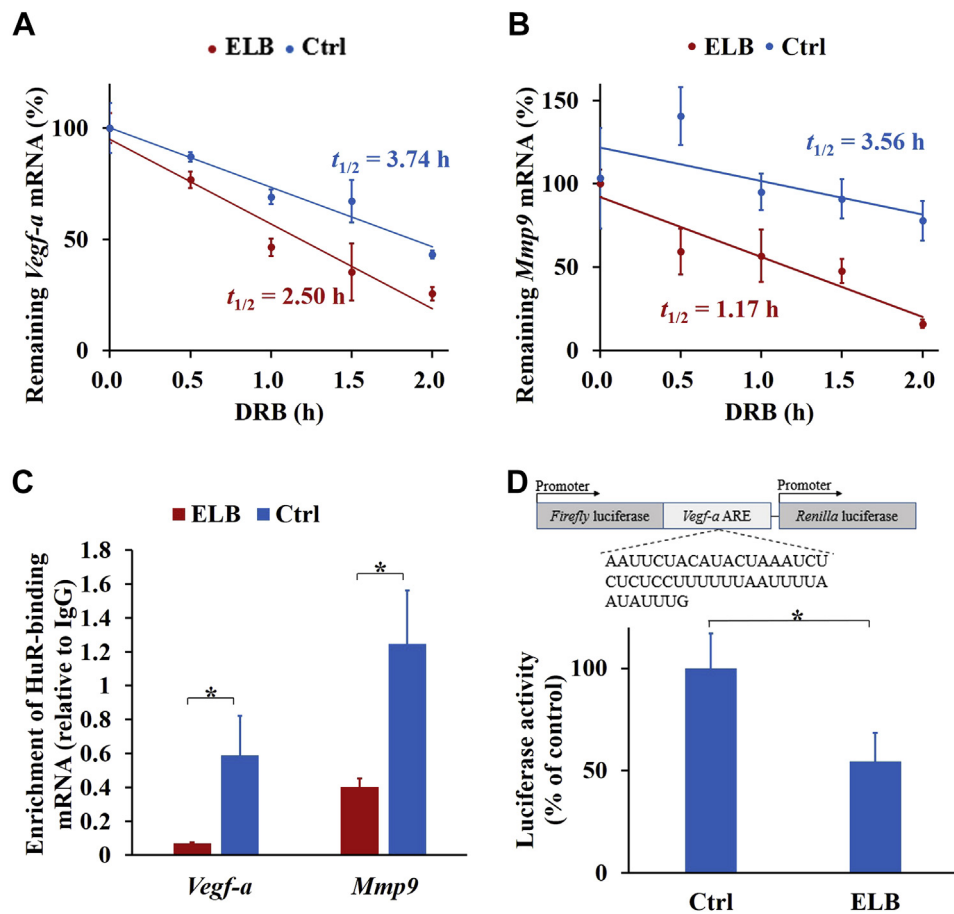 A
ELB Ctrl
Remaining Vegf-a mRNA (%)
100
50
0
t1/2 = 3.74 h
t1/2 = 2.50 h
0.0 0.5 1.0 1.5 2.0
DRB (h)
B
ELB Ctrl
Remaining Mmp9 mRNA (%)
150
100
50
0
t1/2 = 3.56 h
t1/2 = 1.17 h
0.0 0.5 1.0 1.5 2.0
DRB (h)
C
ELB Ctrl
Enrichment of HuR-binding
mRNA (relative to IgG)
1.8
1.6
1.4
1.2
1
0.8
0.6
0.4
0.2
0
*
*
Vegf-a Mmp9
D
Promoter Promoter
Firefly luciferase Vegf-a ARE Renilla luciferase
AAUUCUACAUACUAAAUCU
CUCUCCUUUUUUAAUUUUA
AUAUUUG
Luciferase activity
(% of control)
100
50
0
*
Ctrl ELB